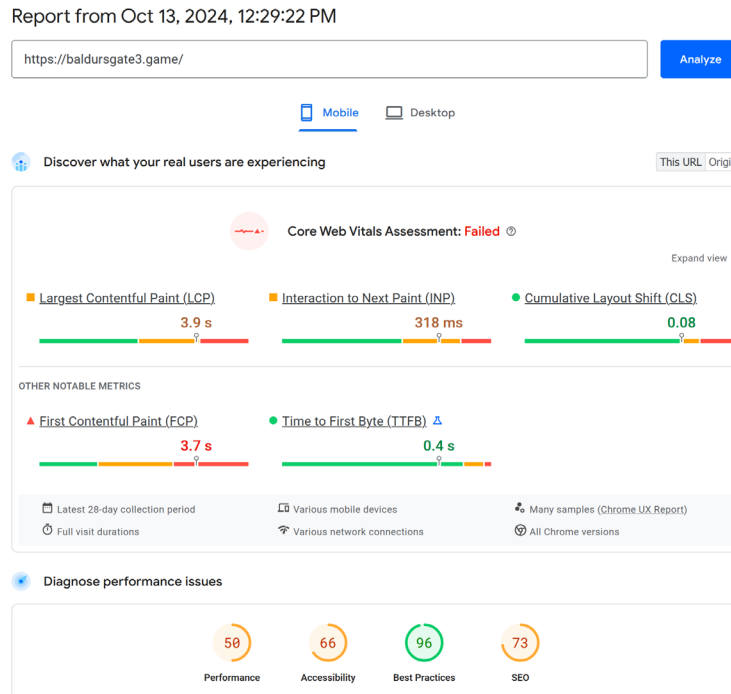 Report from Oct 13, 2024, 12:29:22 PM
https://baldursgate3.game/
Analyze
Mobile Desktop
Discover what your real users are experiencing
This URL Origi
Core Web Vitals Assessment: Failed
Expand view
Largest Contentful Paint (LCP) Interaction to Next Paint (INP) Cumulative Layout Shift (CLS)
3.9 s 318 ms 0.08
OTHER NOTABLE METRICS
First Contentful Paint (FCP) Time to First Byte (TTFB)
3.7 s 0.4 s
Latest 28-day collection period Various mobile devices Many samples (Chrome UX Report)
Full visit durations Various network connections All Chrome versions
Diagnose performance issues
50 66 96 73
Performance Accessibility Best Practices SEO